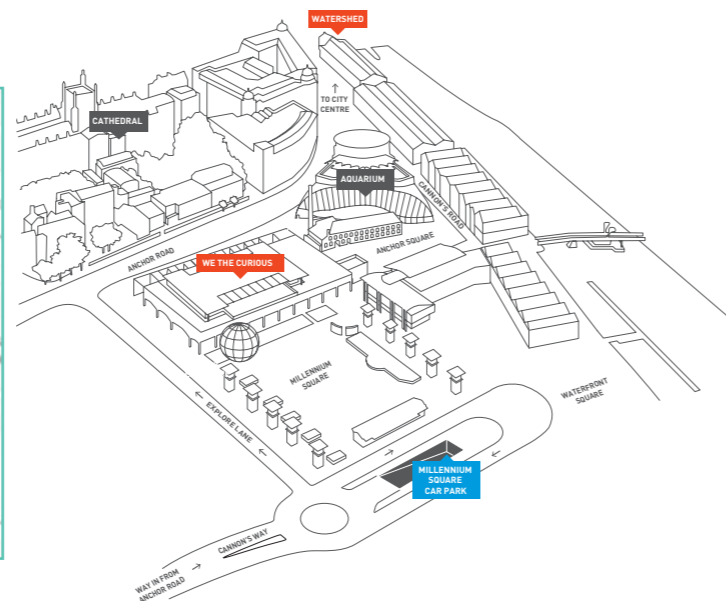 WATERSHED
TO CITY
CENTRE
CATHEDRAL
AQUARIUM
CANNON'S ROAD
ANCHOR SQUARE
ANCHOR ROAD
WE THE CURIOUS
MILLENNIUM
SQUARE
WATERFRONT
SQUARE
EXPLORE LANE
MILLENNIUM
SQUARE
CAR PARK
CANNON'S WAY
WAY IN FROM
ANCHOR ROAD